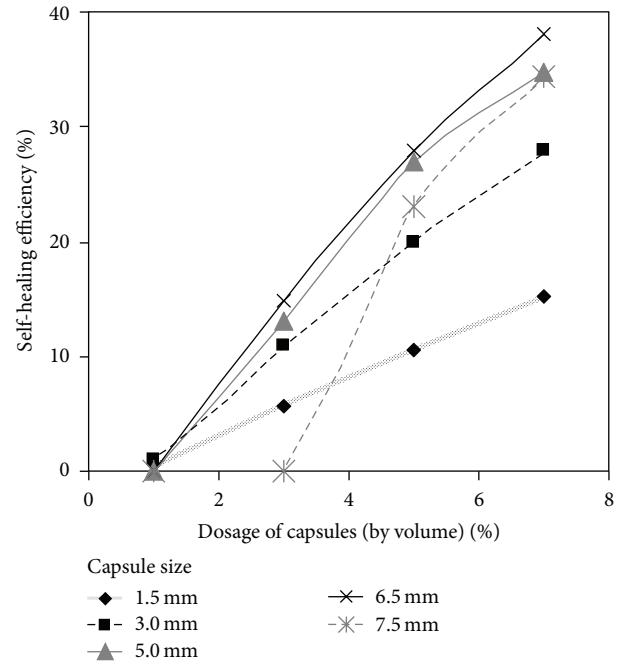 40
30
20
10
0
Self-healing efficiency (%)
0 2 4 6 8
Dosage of capsules (by volume) (%)
Capsule size
1.5 mm
3.0 mm
5.0 mm
6.5 mm
7.5 mm